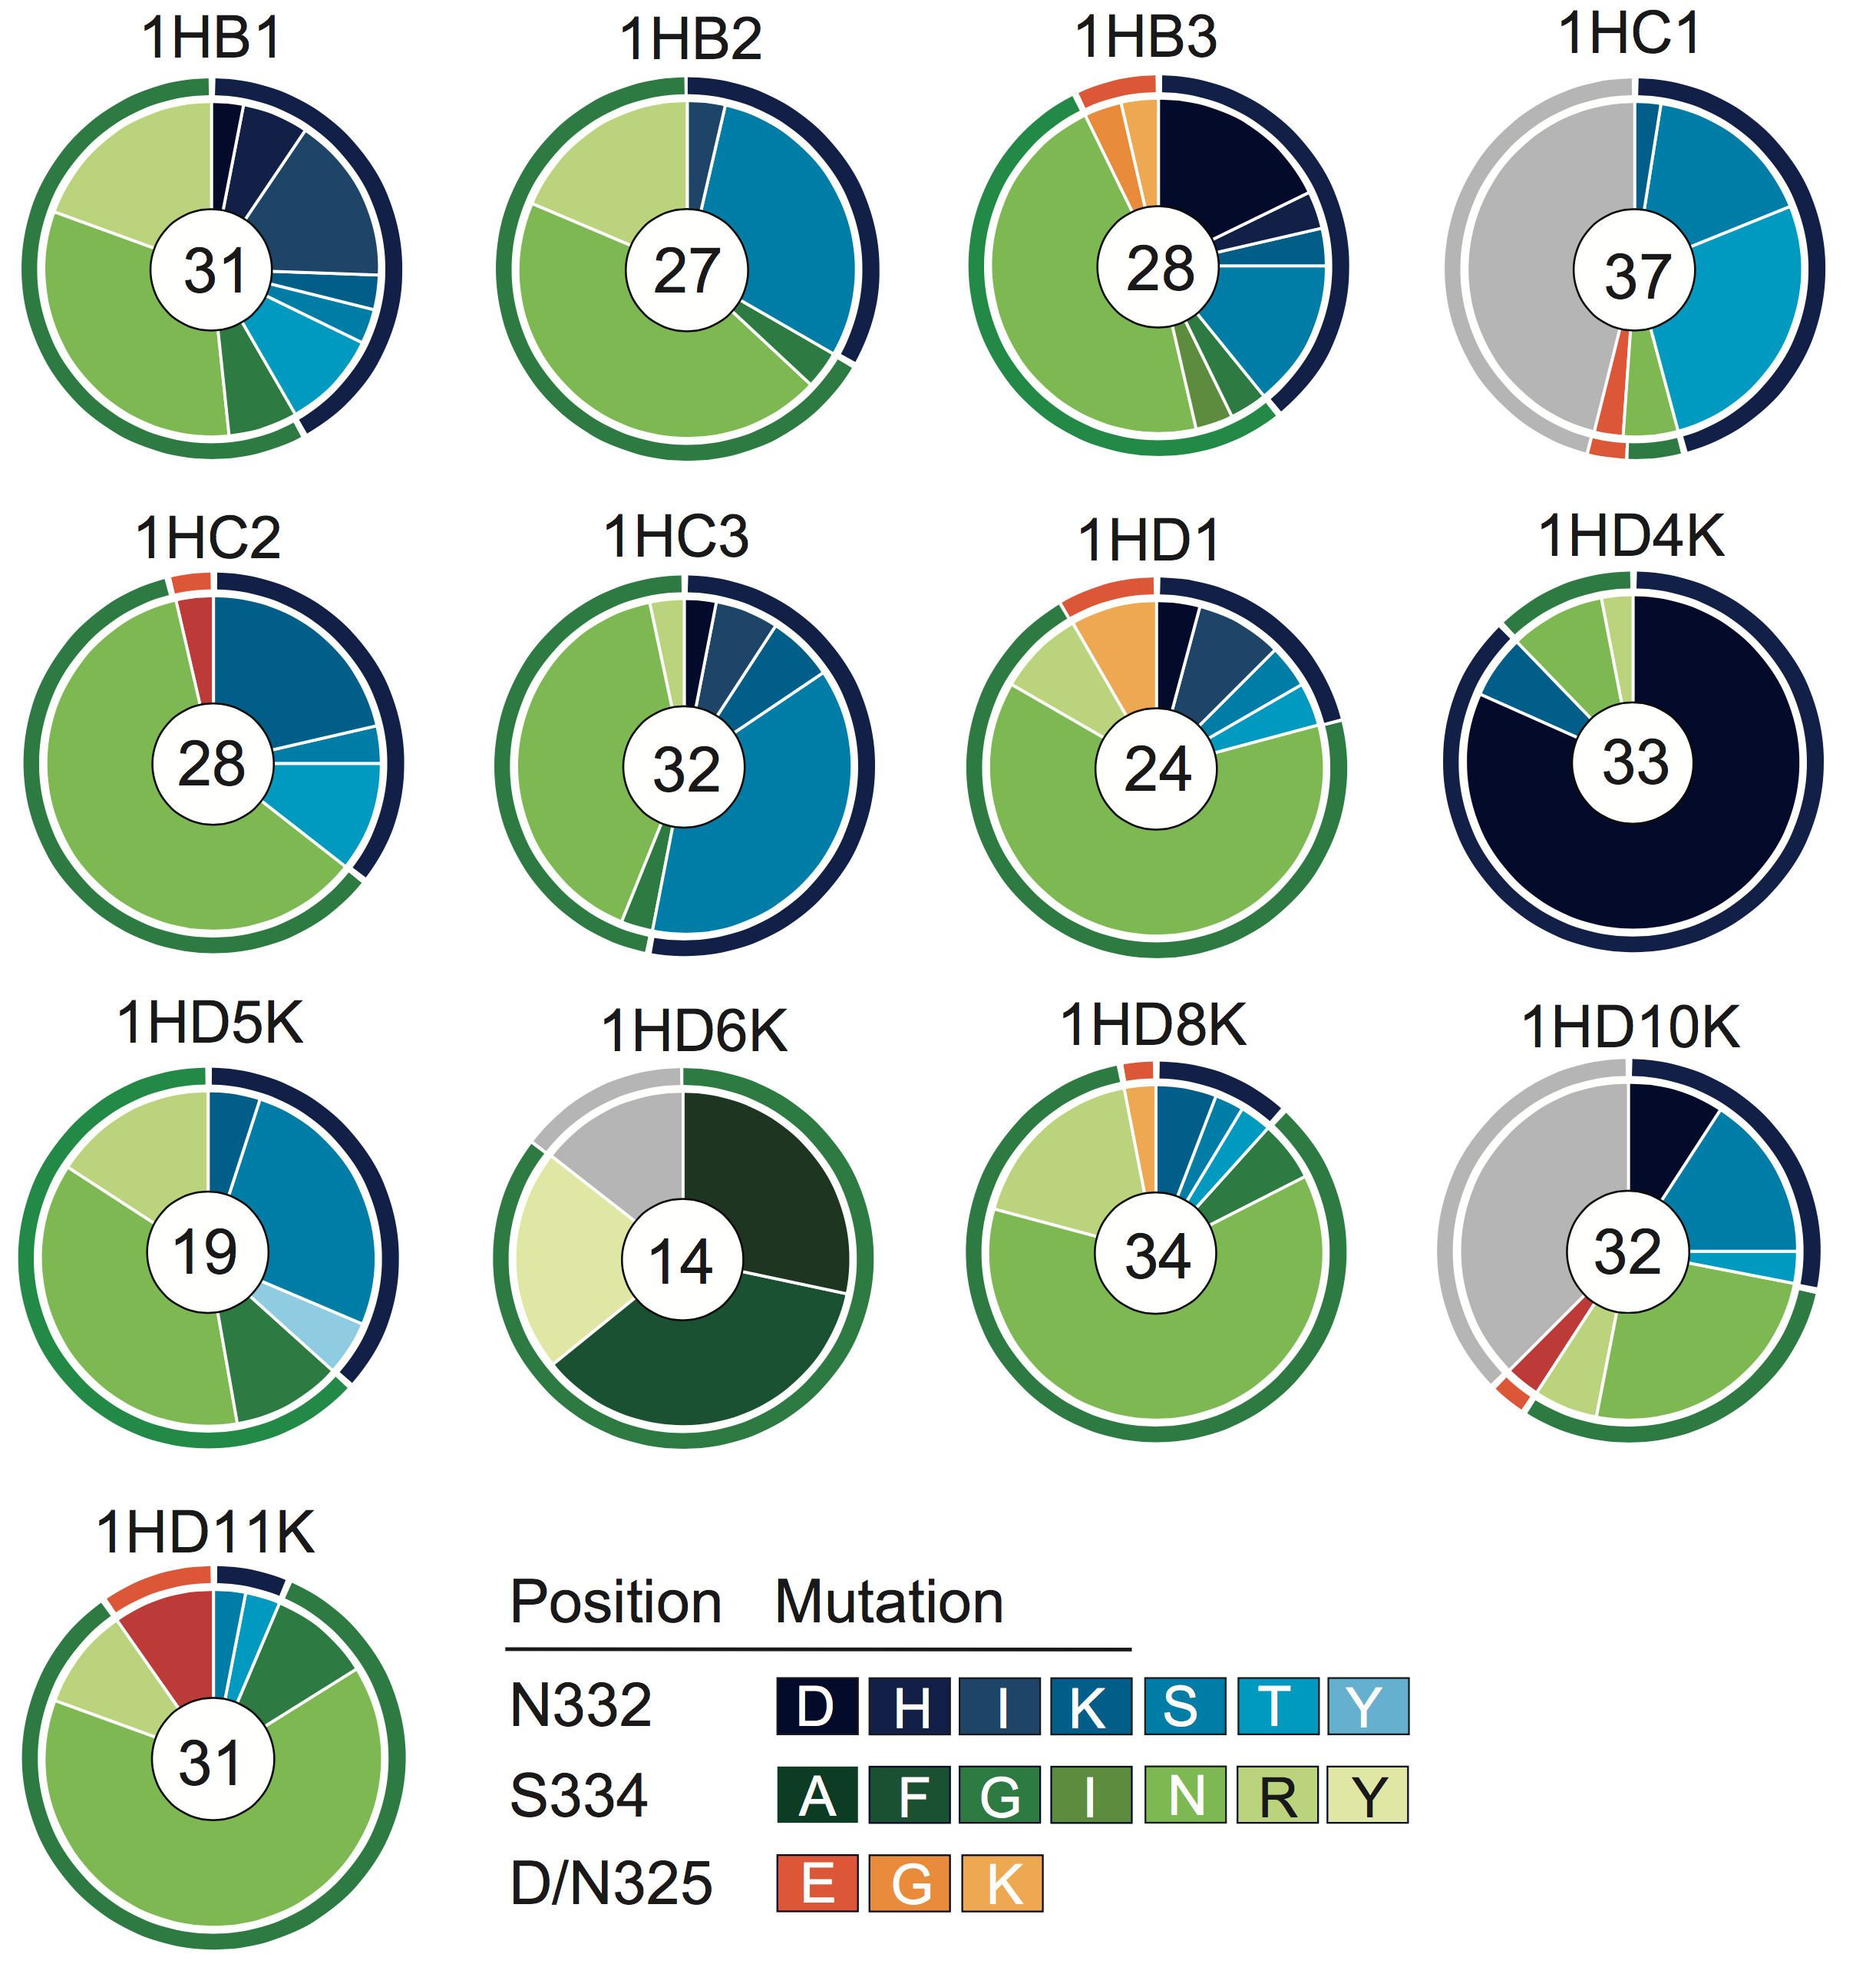 1HB1 1HB2 1HB3 1HC1
31 27 28 37
1HC2 1HC3 1HD1 1HD4K
28 32 24 33
1HD5K 1HD6K 1HD8K 1HD10K
19 14 34 32
1HD11K
31
Position Mutation
N332 D H I K S T Y
S334 A F G I N R Y
D/N325 E G K